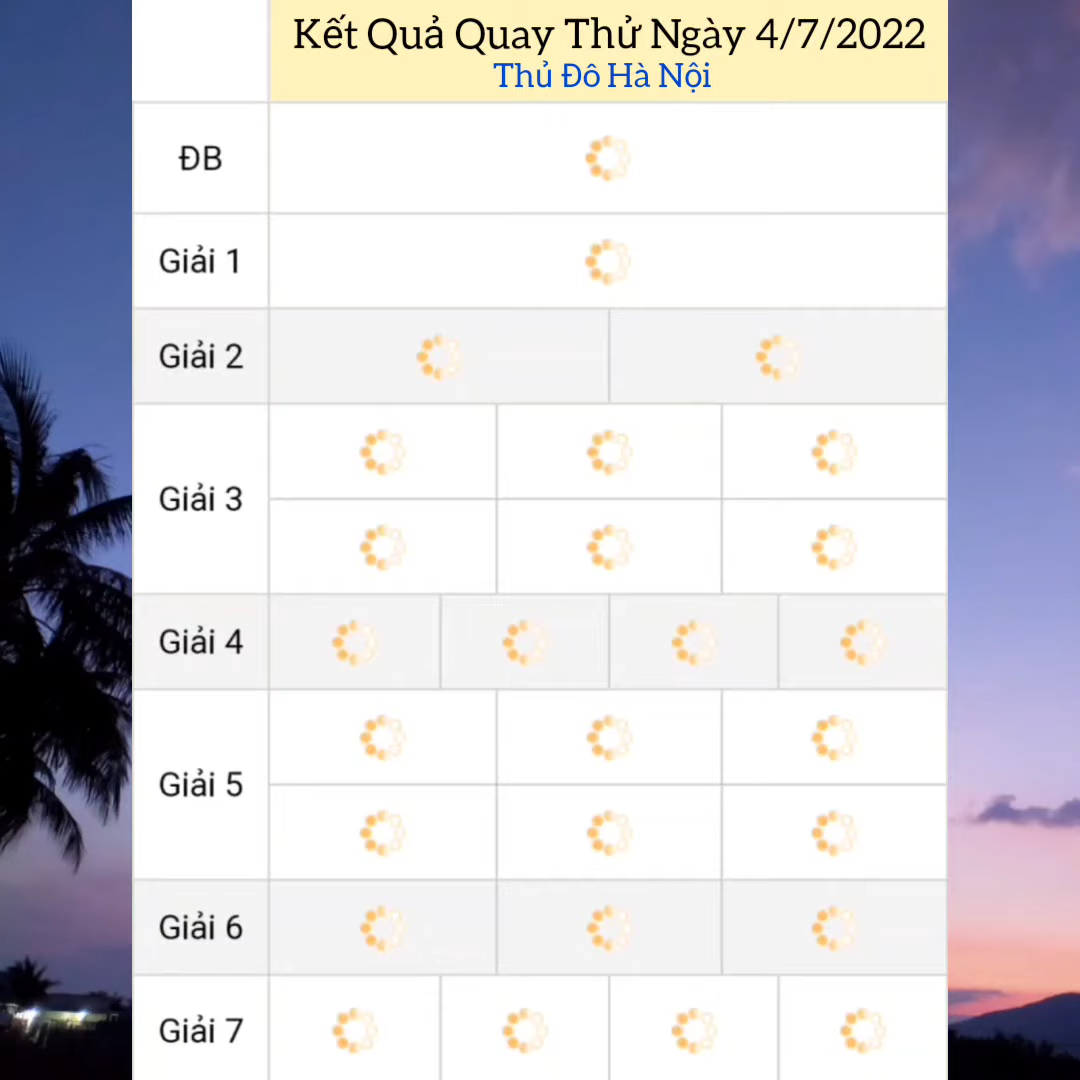 Kết Quả Quay Thử Ngày 4/7/2022
Thủ Đô Hà Nội
ĐB
Giải 1
Giải 2
Giải 3
Giải 4
Giải 5
Giải 6
Giải 7